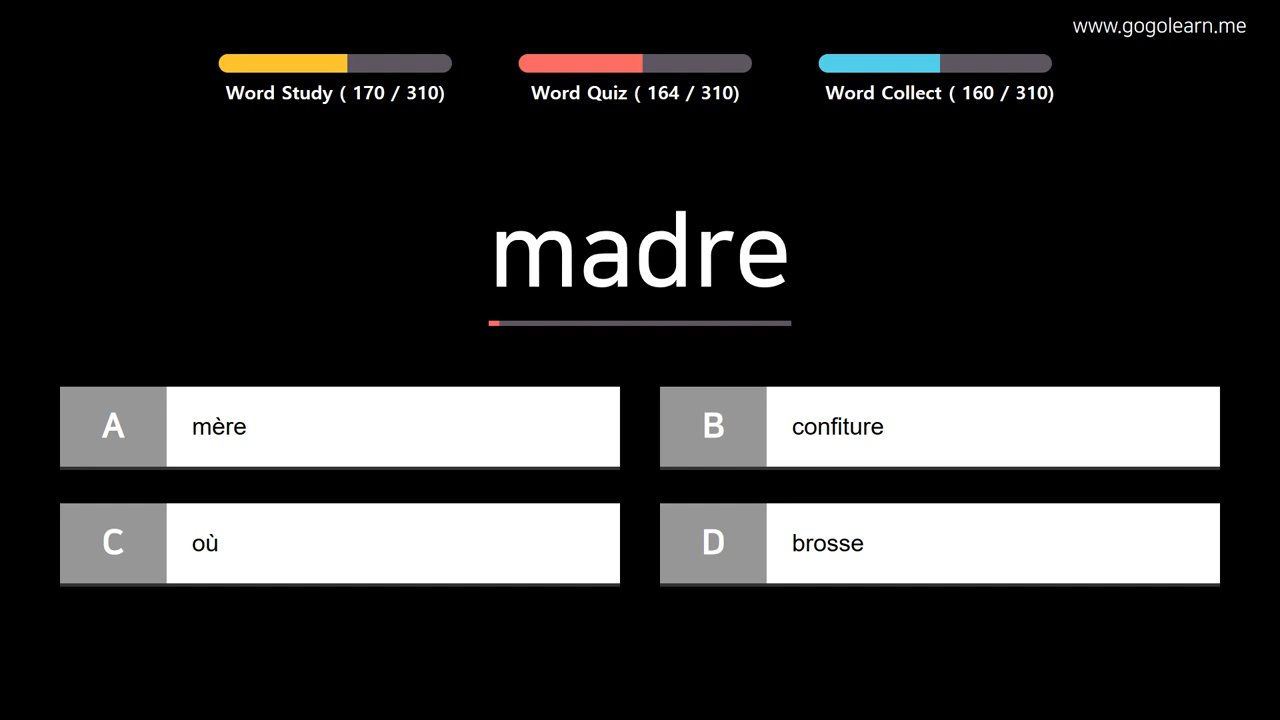 www.gogolearn.me
Word Study ( 170 / 310)
Word Quiz ( 164 / 310)
Word Collect ( 160 / 310)
madre
A mère
B confiture
C où
D brosse